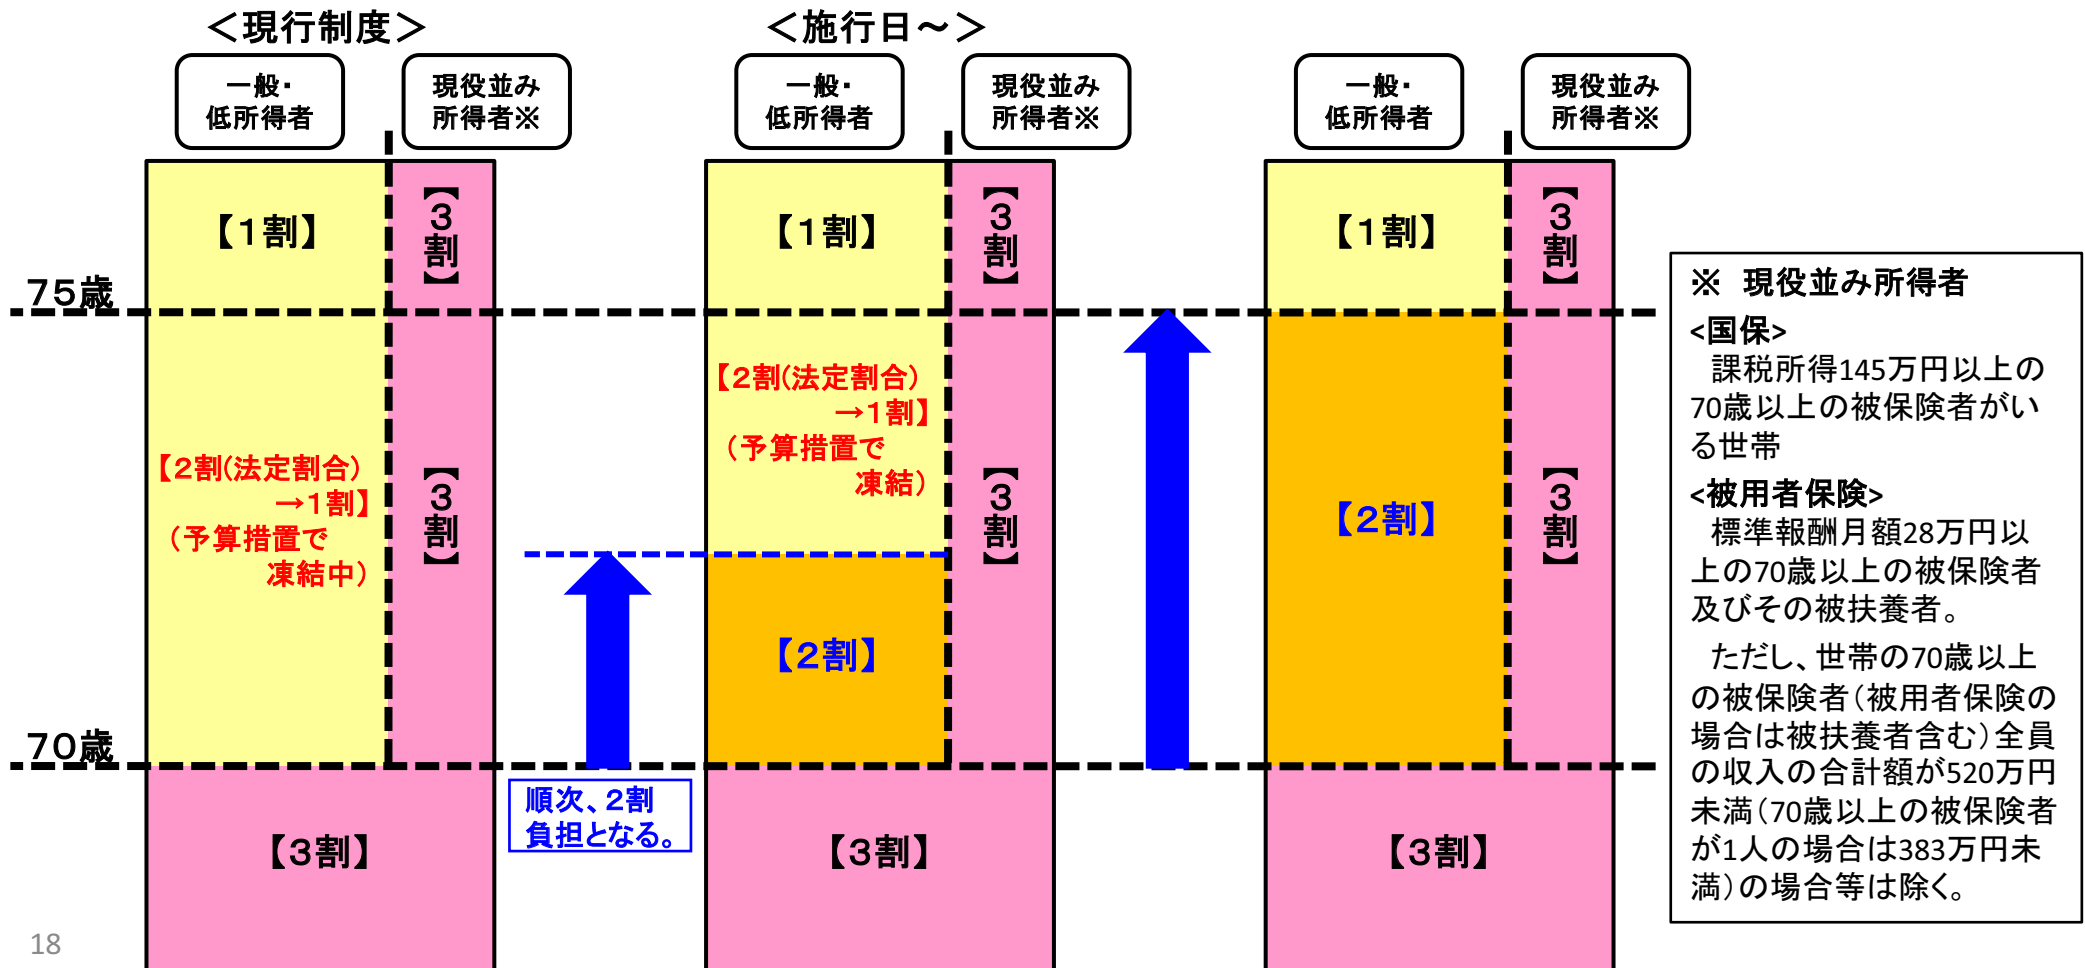 ＜現行制度＞
一般・
低所得者
現役並み
所得者※
【１割】
【３割】
75歳
【２割(法定割合)
→１割】
（予算措置で
凍結中）
【３割】
70歳
【３割】
順次、２割
負担となる。
＜施行日～＞
一般・
低所得者
現役並み
所得者※
【１割】
【３割】
【２割(法定割合)
→１割】
（予算措置で
凍結）
【３割】
【２割】
【３割】
一般・
低所得者
現役並み
所得者※
【１割】
【３割】
【２割】
【３割】
【３割】
※　現役並み所得者
<国保>
課税所得145万円以上の
70歳以上の被保険者がい
る世帯
<被用者保険>
標準報酬月額28万円以
上の70歳以上の被保険者
及びその被扶養者。
ただし、世帯の70歳以上
の被保険者（被用者保険の
場合は被扶養者含む）全員
の収入の合計額が520万円
未満（70歳以上の被保険者
が1人の場合は383万円未
満）の場合等は除く。
18